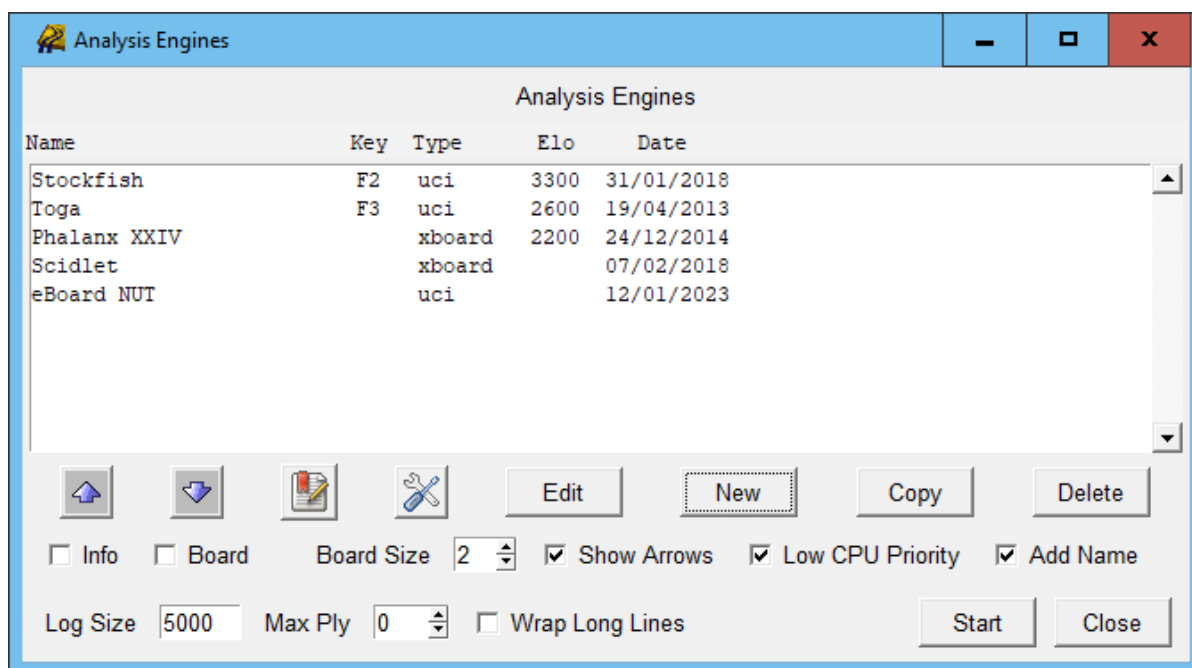 Analysis Engines
Analysis Engines
Name Key Type Elo Date
Stockfish F2 uci 3300 31/01/2018
Toga F3 uci 2600 19/04/2013
Phalanx XXIV xboard 2200 24/12/2014
Scidlet xboard 07/02/2018
eBoard NUT uci 12/01/2023
Edit New Copy Delete
Info Board Board Size 2 Show Arrows Low CPU Priority Add Name
Log Size 5000 Max Ply 0 Wrap Long Lines Start Close